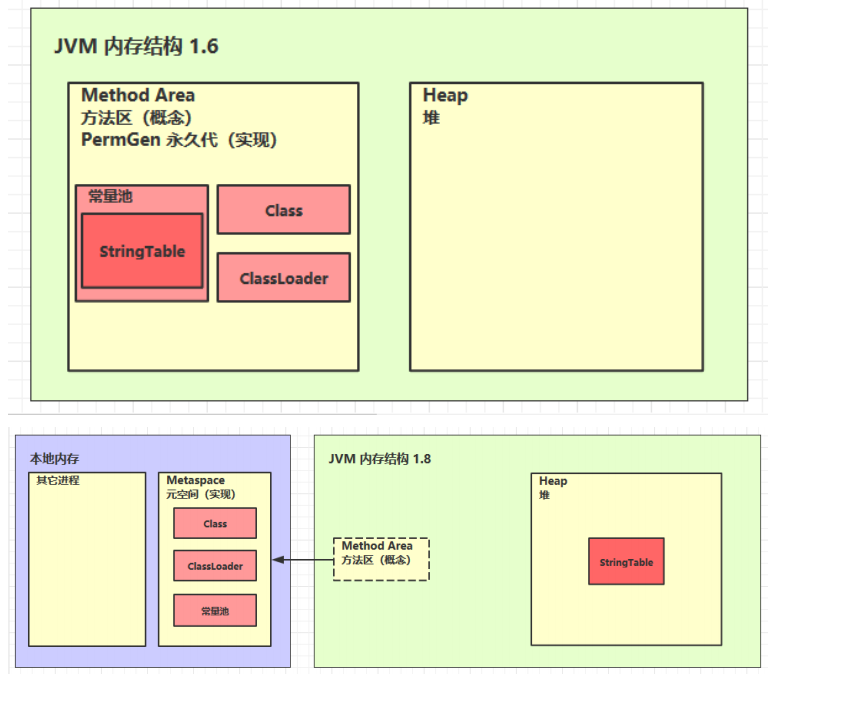 JVM 内存结构 1.6
Method Area
方法区（概念）
PermGen 永久代（实现）
常量池
StringTable
Class
ClassLoader
Heap
堆
本地内存
其它进程
Metaspace
元空间（实现）
Class
ClassLoader
常量池
JVM 内存结构 1.8
Method Area
方法区（概念）
Heap
堆
StringTable